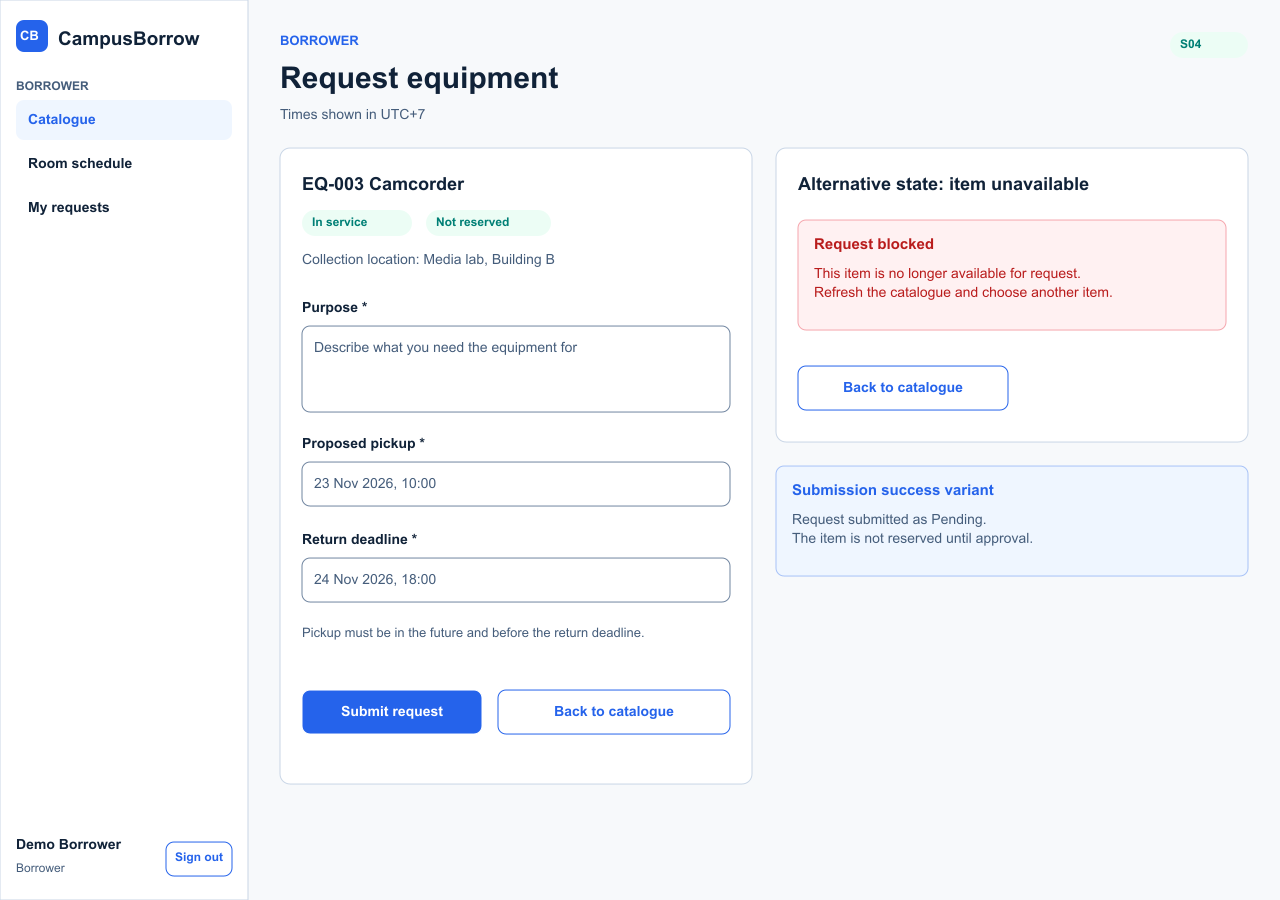 CB
CampusBorrow
BORROWER
Catalogue
Room schedule
My requests
Demo Borrower
Borrower
Sign out
BORROWER
S04
Request equipment
Times shown in UTC+7
EQ-003 Camcorder
In service
Not reserved
Collection location: Media lab, Building B
Purpose *
Describe what you need the equipment for
Proposed pickup *
23 Nov 2026, 10:00
Return deadline *
24 Nov 2026, 18:00
Pickup must be in the future and before the return deadline.
Submit request
Back to catalogue
Alternative state: item unavailable
Request blocked
This item is no longer available for request.
Refresh the catalogue and choose another item.
Back to catalogue
Submission success variant
Request submitted as Pending.
The item is not reserved until approval.